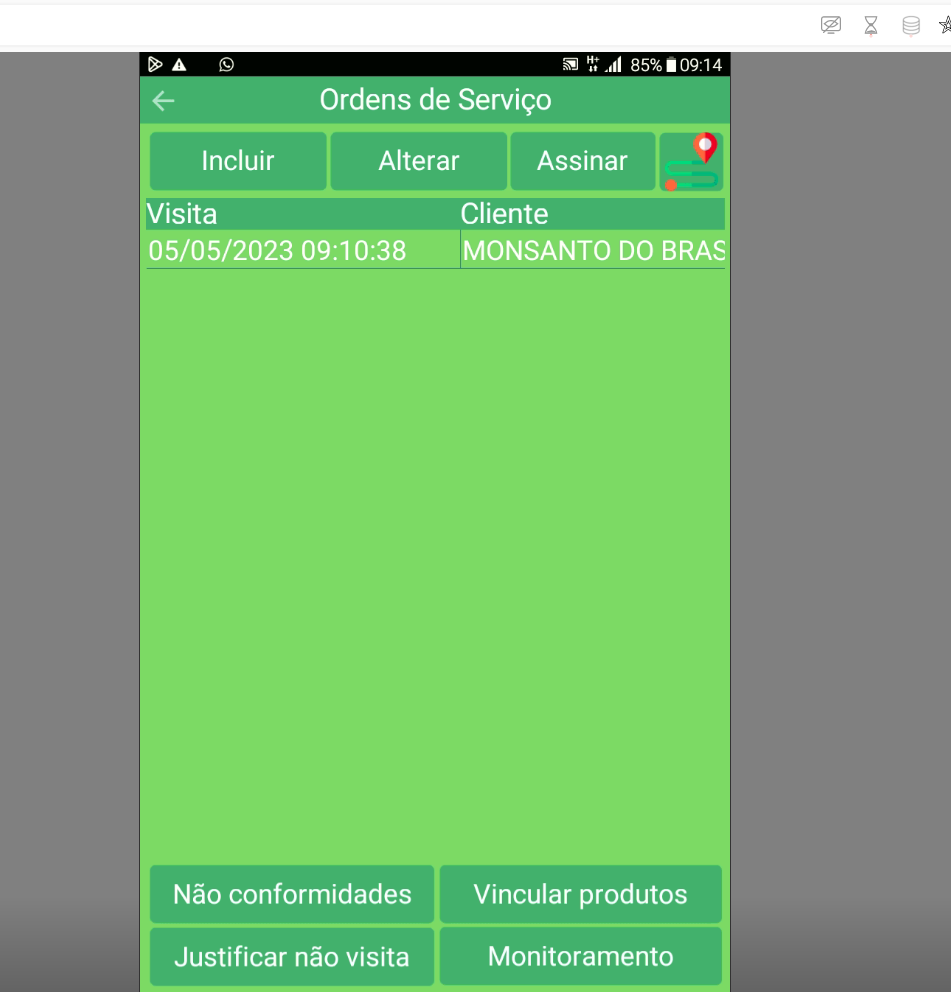 85% 09:14
Ordens de Serviço
Incluir Alterar Assinar
Visita Cliente
05/05/2023 09:10:38 MONSANTO DO BRAS
Não conformidades Vincular produtos
Justificar não visita Monitoramento